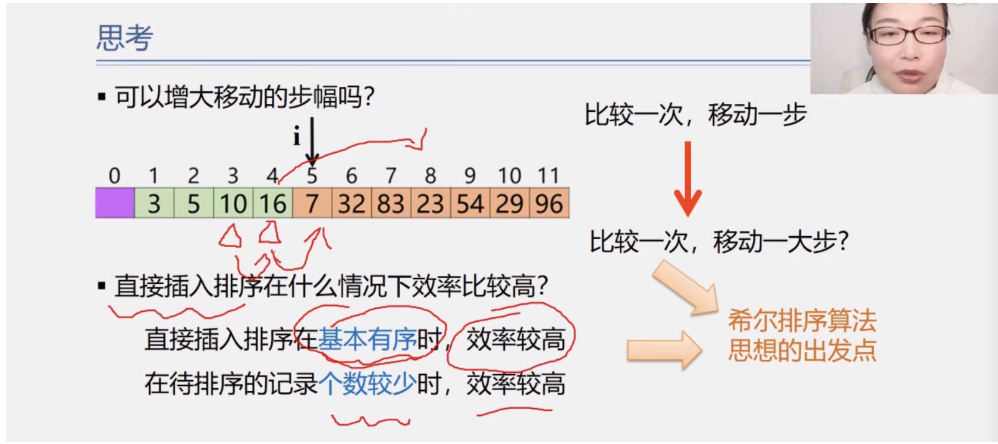 思考
▪ 可以增大移动的步幅吗?
比较一次，移动一步
i
0 1 2 3 4 5 6 7 8 9 10 11
3 5 10 16 7 32 83 23 54 29 96
比较一次，移动一大步?
▪ 直接插入排序在什么情况下效率比较高?
直接插入排序在基本有序时，效率较高
在待排序的记录个数较少时，效率较高
希尔排序算法
思想的出发点